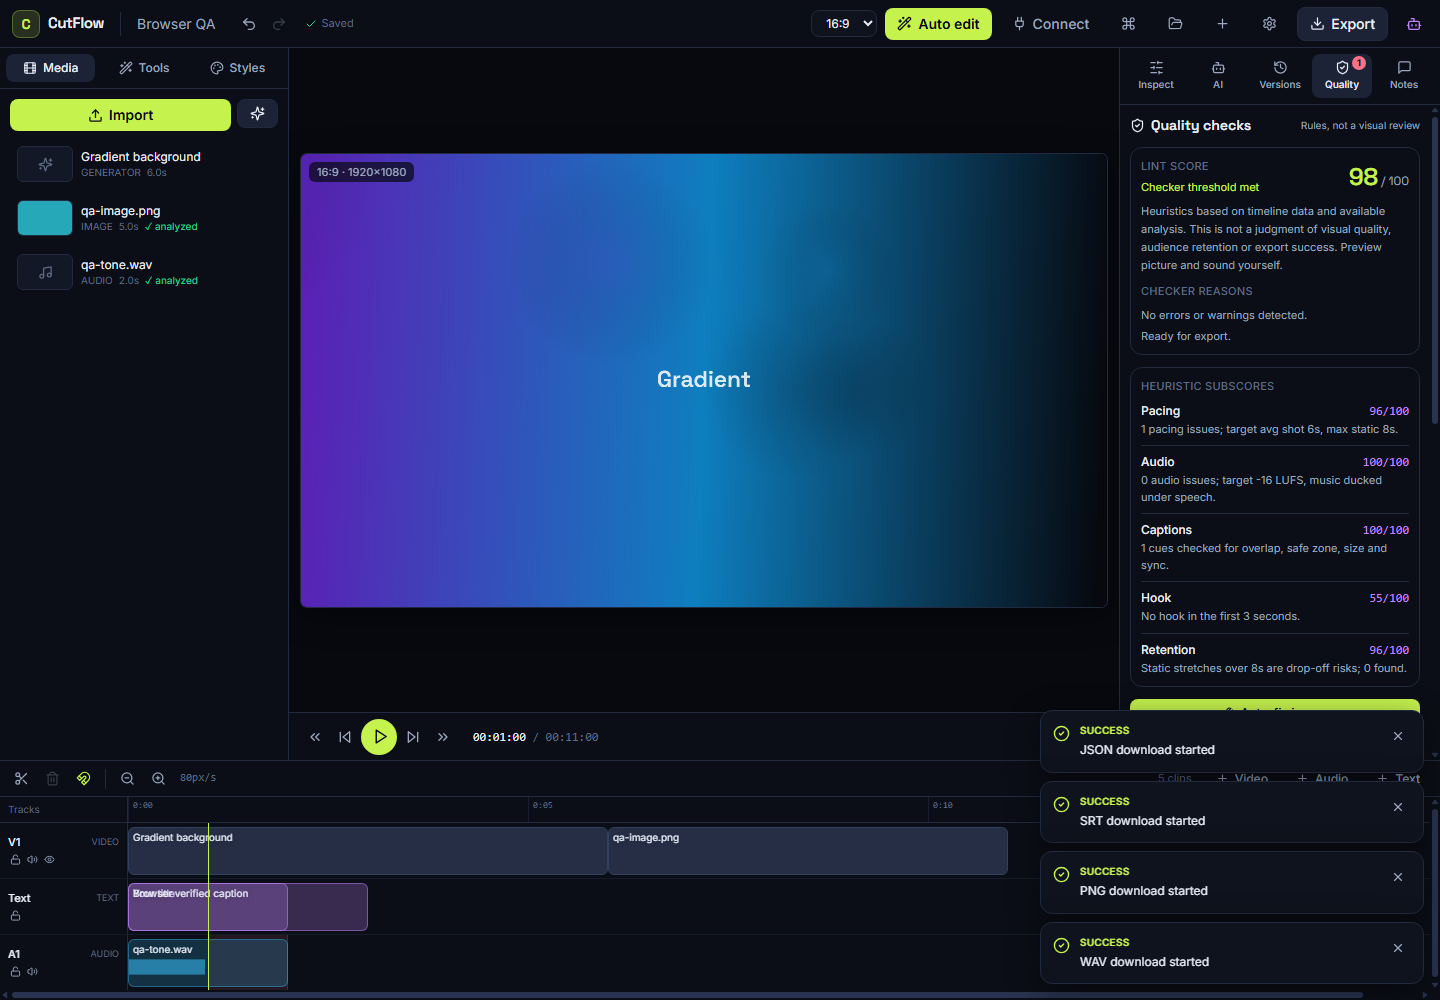 C CutFlow Browser QA Saved 16:9 Auto edit Connect Export
Media Tools Styles
Import
Gradient background
GENERATOR 6.0s
qa-image.png
IMAGE 5.0s ✓ analyzed
qa-tone.wav
AUDIO 2.0s ✓ analyzed
16:9 · 1920×1080
Gradient
00:01:00 / 00:11:00
Inspect AI Versions Quality 1 Notes
Quality checks Rules, not a visual review
LINT SCORE
Checker threshold met
98 / 100
Heuristics based on timeline data and available
analysis. This is not a judgment of visual quality,
audience retention or export success. Preview
picture and sound yourself.
CHECKER REASONS
No errors or warnings detected.
Ready for export.
HEURISTIC SUBSCORES
Pacing 96/100
1 pacing issues; target avg shot 6s, max static 8s.
Audio 100/100
0 audio issues; target -16 LUFS, music ducked
under speech.
Captions 100/100
1 cues checked for overlap, safe zone, size and
sync.
Hook 55/100
No hook in the first 3 seconds.
Retention 96/100
Static stretches over 8s are drop-off risks; 0 found.
80px/s
5 clips + Video + Audio + Text
Tracks 0:00 0:05 0:10
V1 VIDEO
Gradient background qa-image.png
Text TEXT
verified caption
A1 AUDIO
qa-tone.wav
SUCCESS
JSON download started
SUCCESS
SRT download started
SUCCESS
PNG download started
SUCCESS
WAV download started